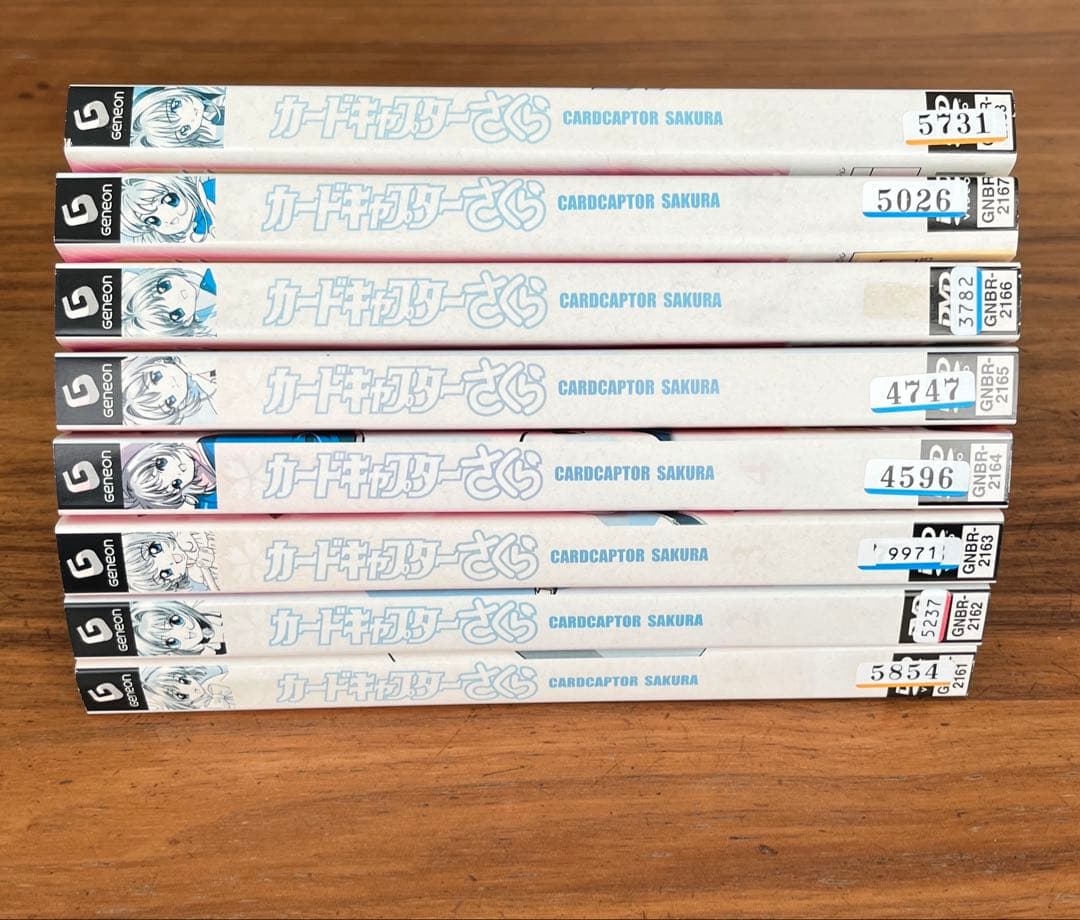 Geneon カードキャプターさくら CARDCAPTOR SAKURA 5731
Geneon カードキャプターさくら CARDCAPTOR SAKURA 5026 GNBR-2167
Geneon カードキャプターさくら CARDCAPTOR SAKURA DVD 3782 GNBR-2166
Geneon カードキャプターさくら CARDCAPTOR SAKURA 4747 GNBR-2165
Geneon カードキャプターさくら CARDCAPTOR SAKURA 4596 GNBR-2164
Geneon カードキャプターさくら CARDCAPTOR SAKURA 9971 GNBR-2163
Geneon カードキャプターさくら CARDCAPTOR SAKURA 5237 GNBR-2162
Geneon カードキャプターさくら CARDCAPTOR SAKURA 5854 2161